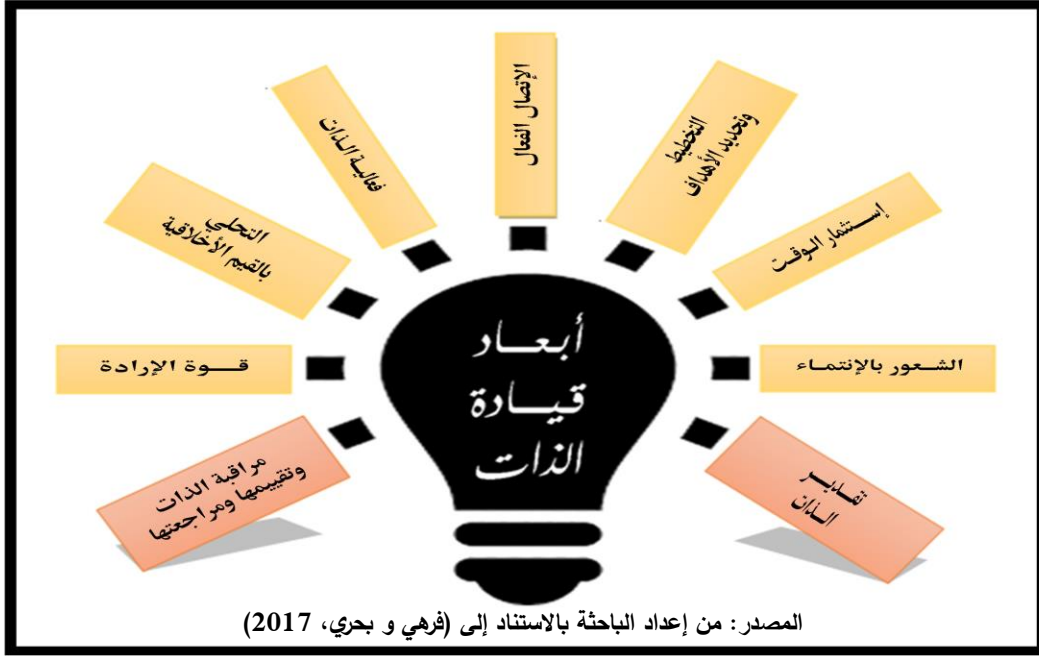 الإتصال الفعال
التخطيط
وتحديد الأهداف
فعالية الذات
إستثمار الوقت
التحلي
بالقيم الأخلاقية
أبعاد
قيادة
الذات
الشعور بالإنتماء
قوة الإرادة
تقدير
الذات
مراقبة الذات
وتقييمها ومراجعتها
المصدر: من إعداد الباحثة بالاستناد إلى (فرهي و بحري، 2017)